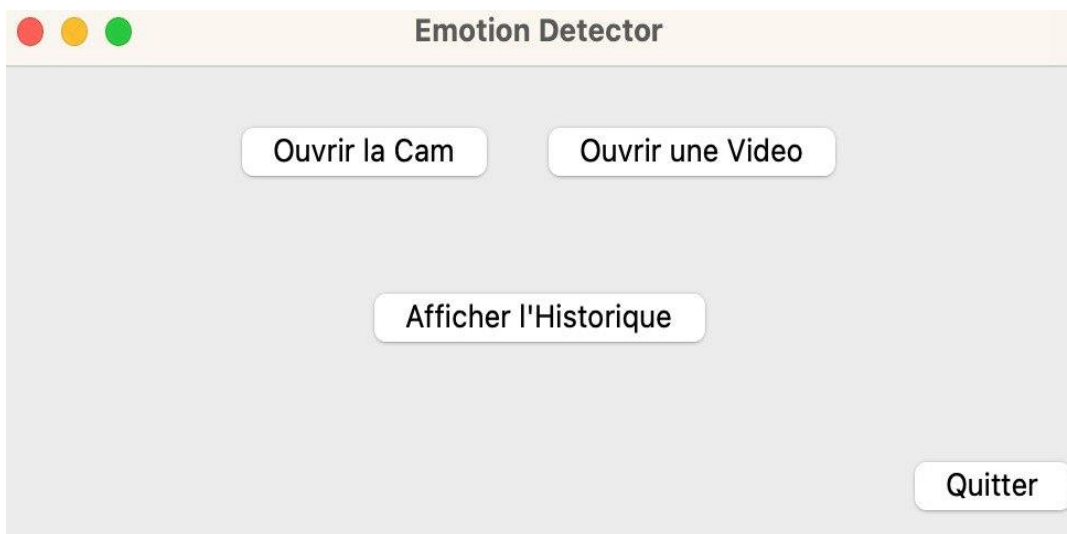 Emotion Detector
Ouvrir la Cam Ouvrir une Video
Afficher l'Historique
Quitter